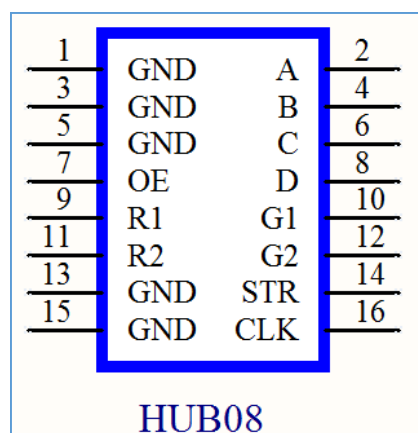 1 GND A 2
3 GND B 4
5 GND C 6
7 OE D 8
9 R1 G1 10
11 R2 G2 12
13 GND STR 14
15 GND CLK 16
HUB08